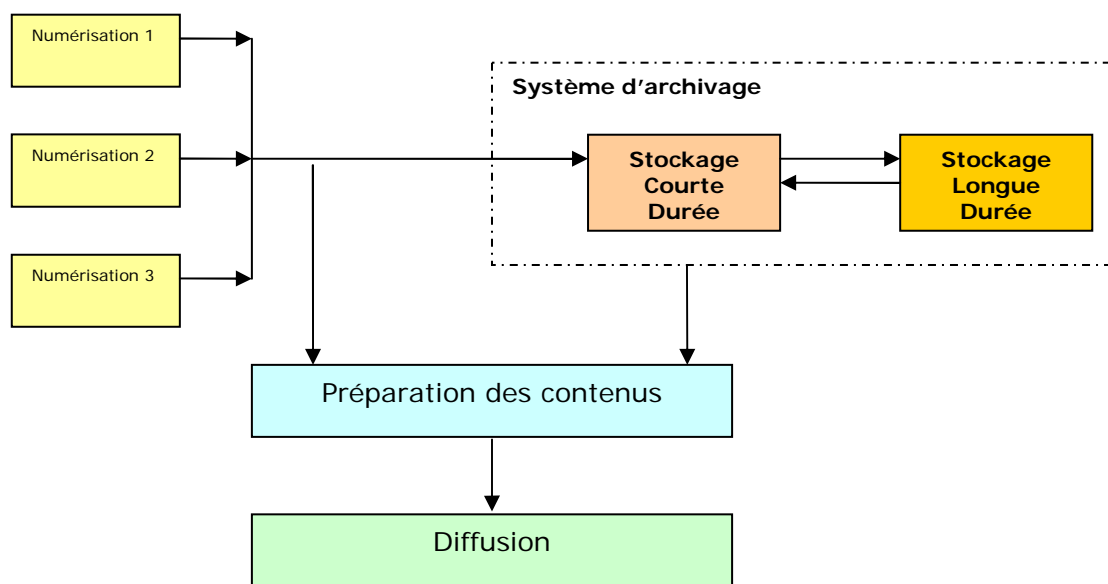 Numérisation 1
Système d'archivage
Numérisation 2
Stockage
Courte
Durée
Stockage
Longue
Durée
Numérisation 3
Préparation des contenus
Diffusion